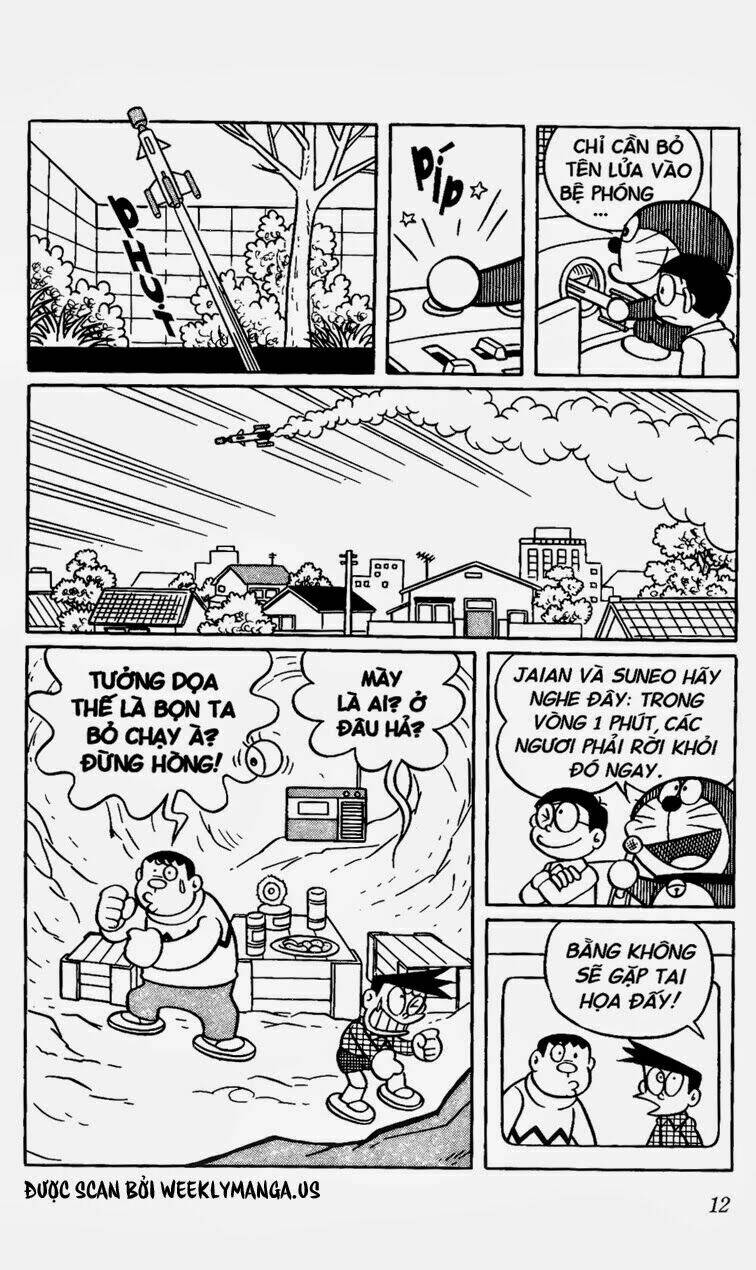 CHỈ CẦN BỎ
TÊN LỬA VÀO
BỆ PHÓNG
...
PÍP
PHỤT
JAIAN VÀ SUNEO HÃY
NGHE ĐÂY: TRONG
VÒNG 1 PHÚT, CÁC
NGƯƠI PHẢI RỜI KHỎI
ĐÓ NGAY.
BẰNG KHÔNG
SẼ GẶP TAI
HỌA ĐẤY!
MÀY
LÀ AI? Ở
ĐÂU HẢ?
TƯỞNG DỌA
THẾ LÀ BỌN TA
BỎ CHẠY À?
ĐỪNG HÒNG!
ĐƯỢC SCAN BỞI WEEKLYMANGA.US
12